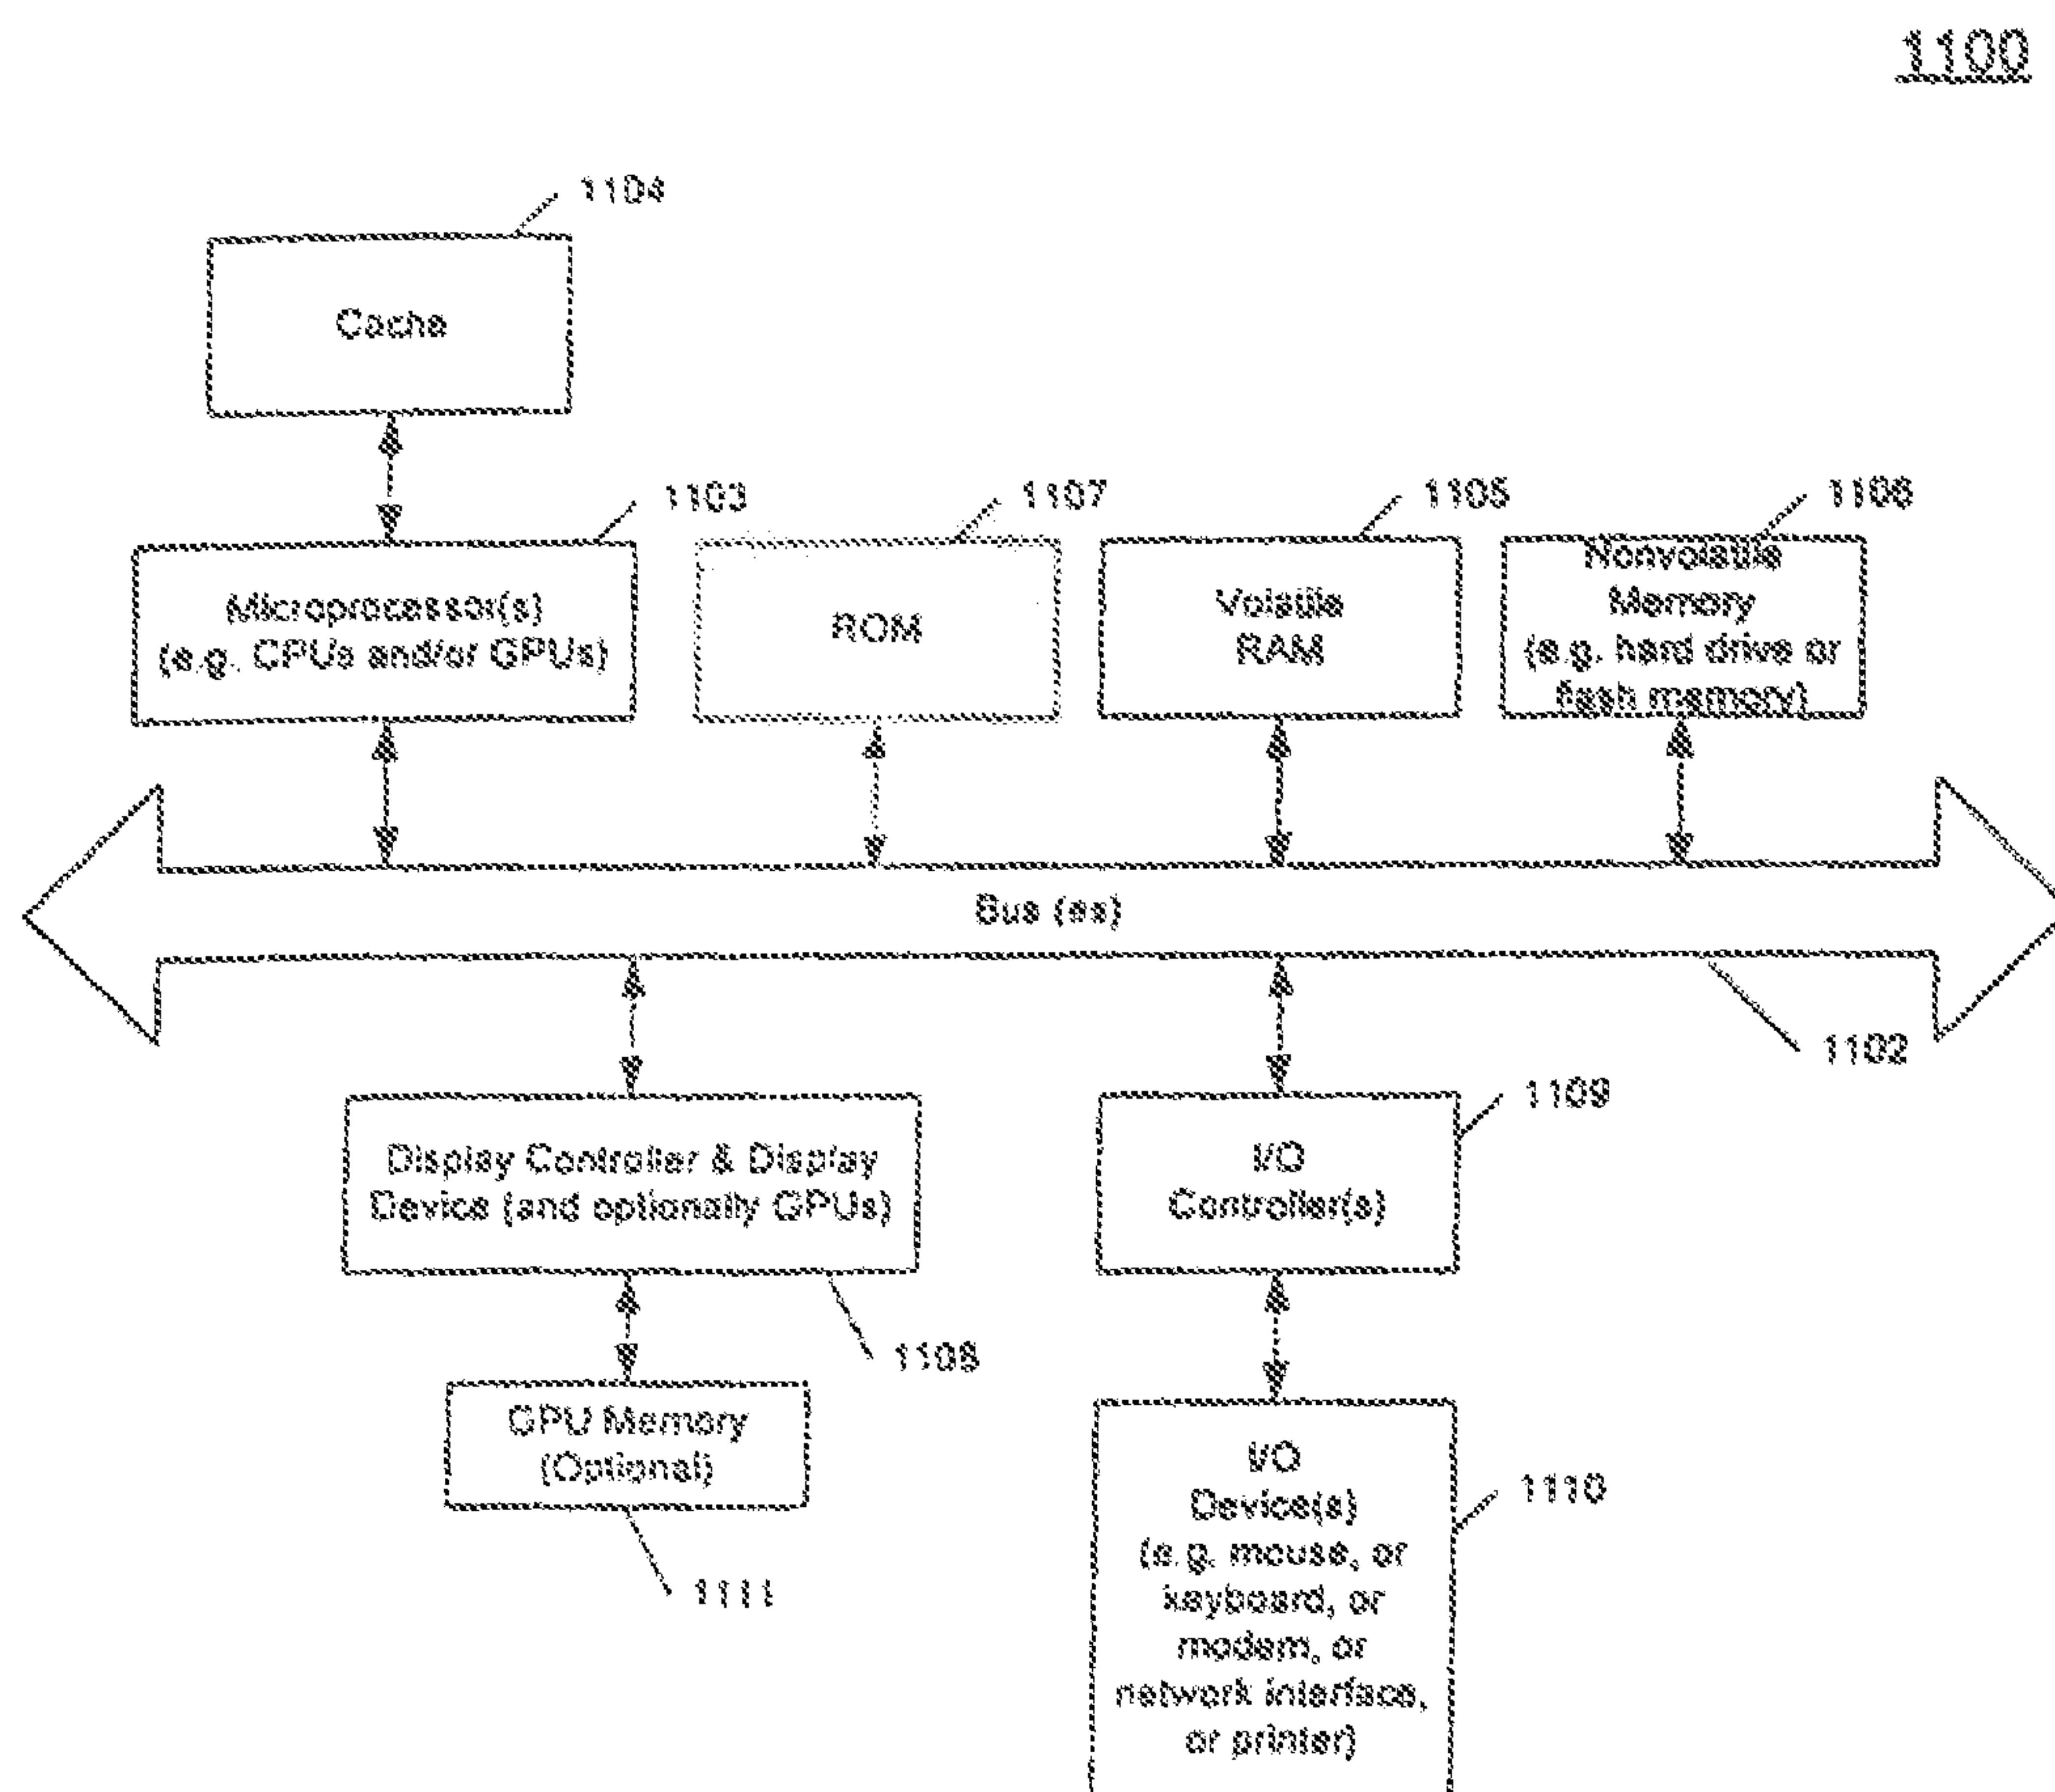 1100
1104
Cache
1103
1107
1105
1106
Microprocessor(s)
(e.g. CPUs and/or GPUs)
ROM
Volatile
RAM
Nonvolatile
Memory
(e.g. hard drive or
flash memory)
Bus (es)
1102
1109
Display Controller & Display
Device (and optionally GPUs)
I/O
Controller(s)
1108
GPU Memory
(Optional)
1111
I/O
Device(s)
(e.g. mouse, or
keyboard, or
modem, or
network interface,
or printer)
1110